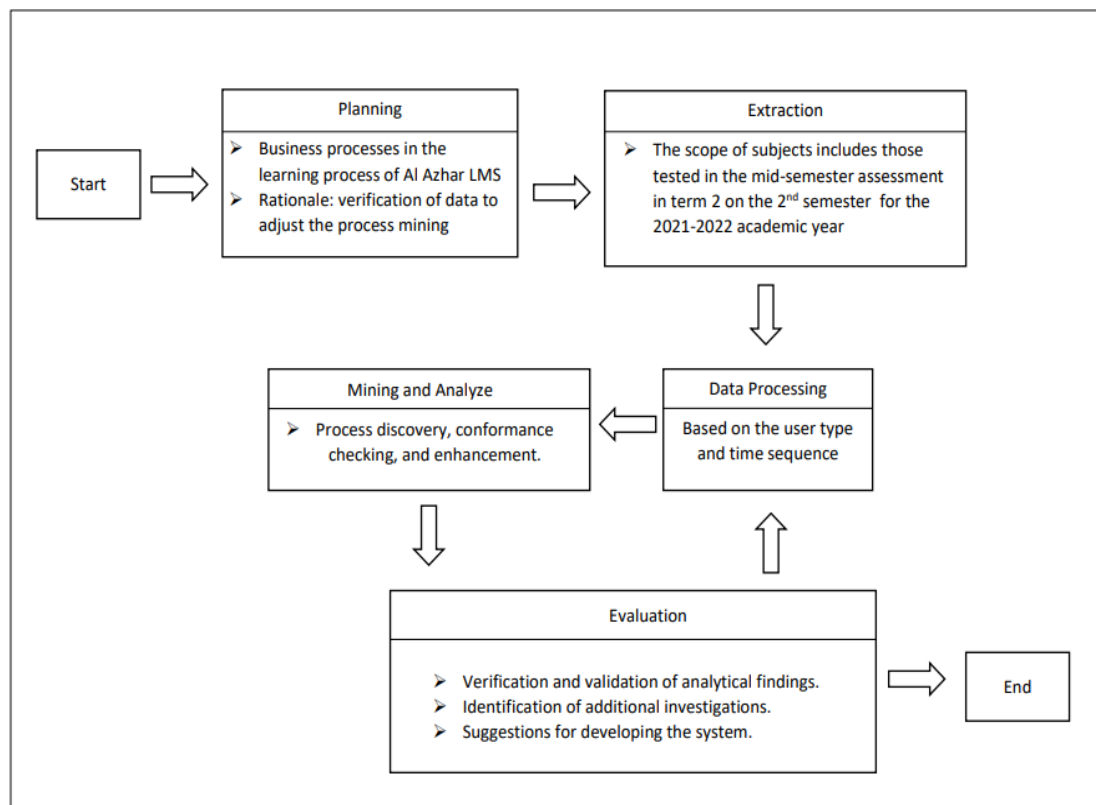 Start
Planning
➢ Business processes in the
learning process of Al Azhar LMS
➢ Rationale: verification of data to
adjust the process mining
Extraction
➢ The scope of subjects includes those
tested in the mid-semester assessment
in term 2 on the 2nd semester for the
2021-2022 academic year
Data Processing
Based on the user type
and time sequence
Mining and Analyze
➢ Process discovery, conformance
checking, and enhancement.
Evaluation
➢ Verification and validation of analytical findings.
➢ Identification of additional investigations.
➢ Suggestions for developing the system.
End